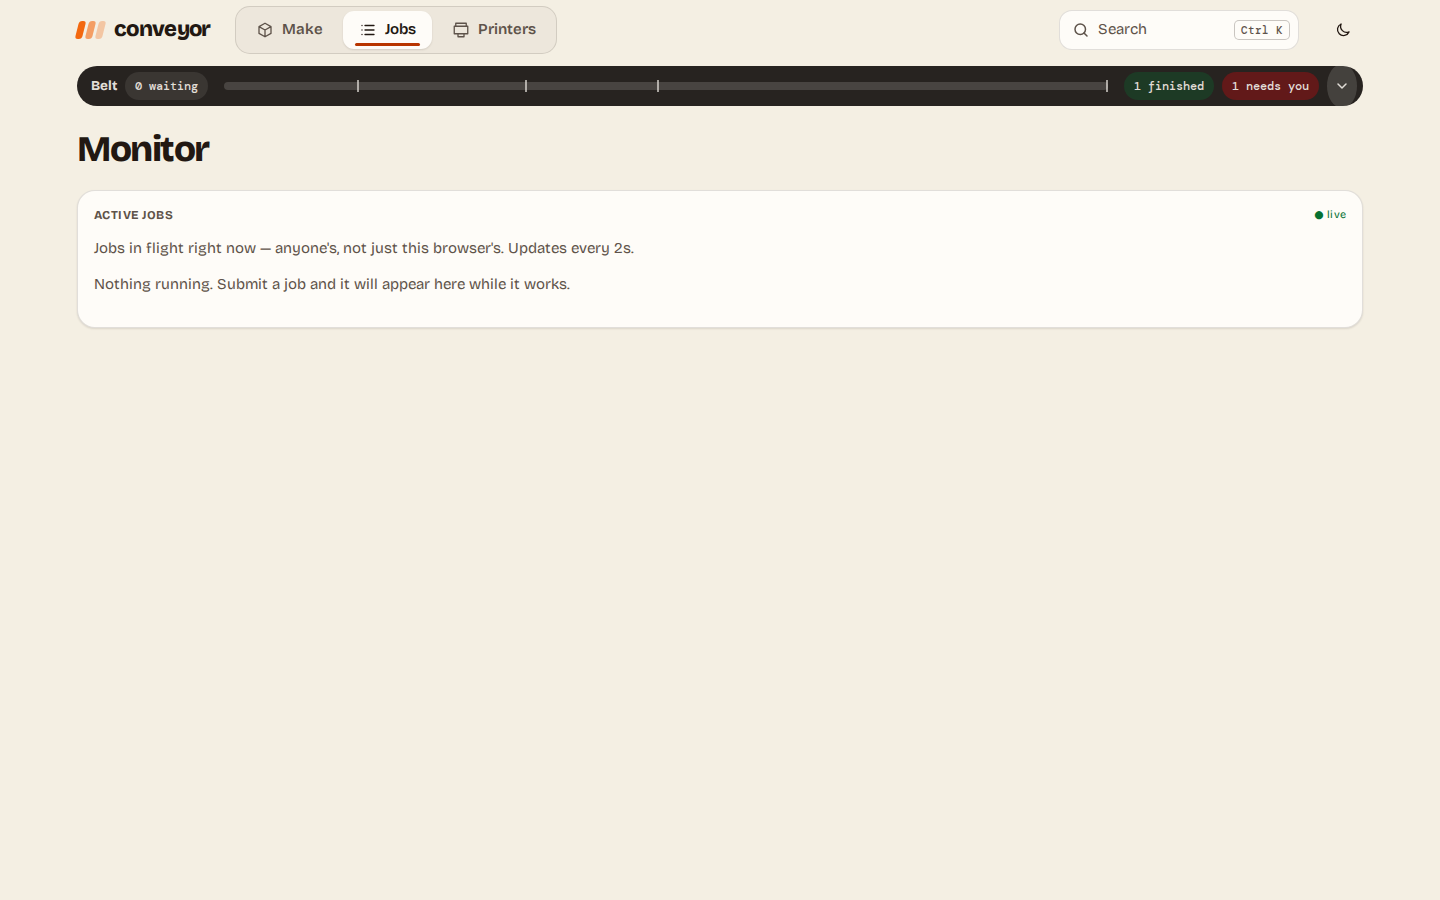 conveyor
Make
Jobs
Printers
Search
Ctrl K
Belt
0 waiting
1 finished
1 needs you
Monitor
ACTIVE JOBS
live
Jobs in flight right now — anyone's, not just this browser's. Updates every 2s.
Nothing running. Submit a job and it will appear here while it works.